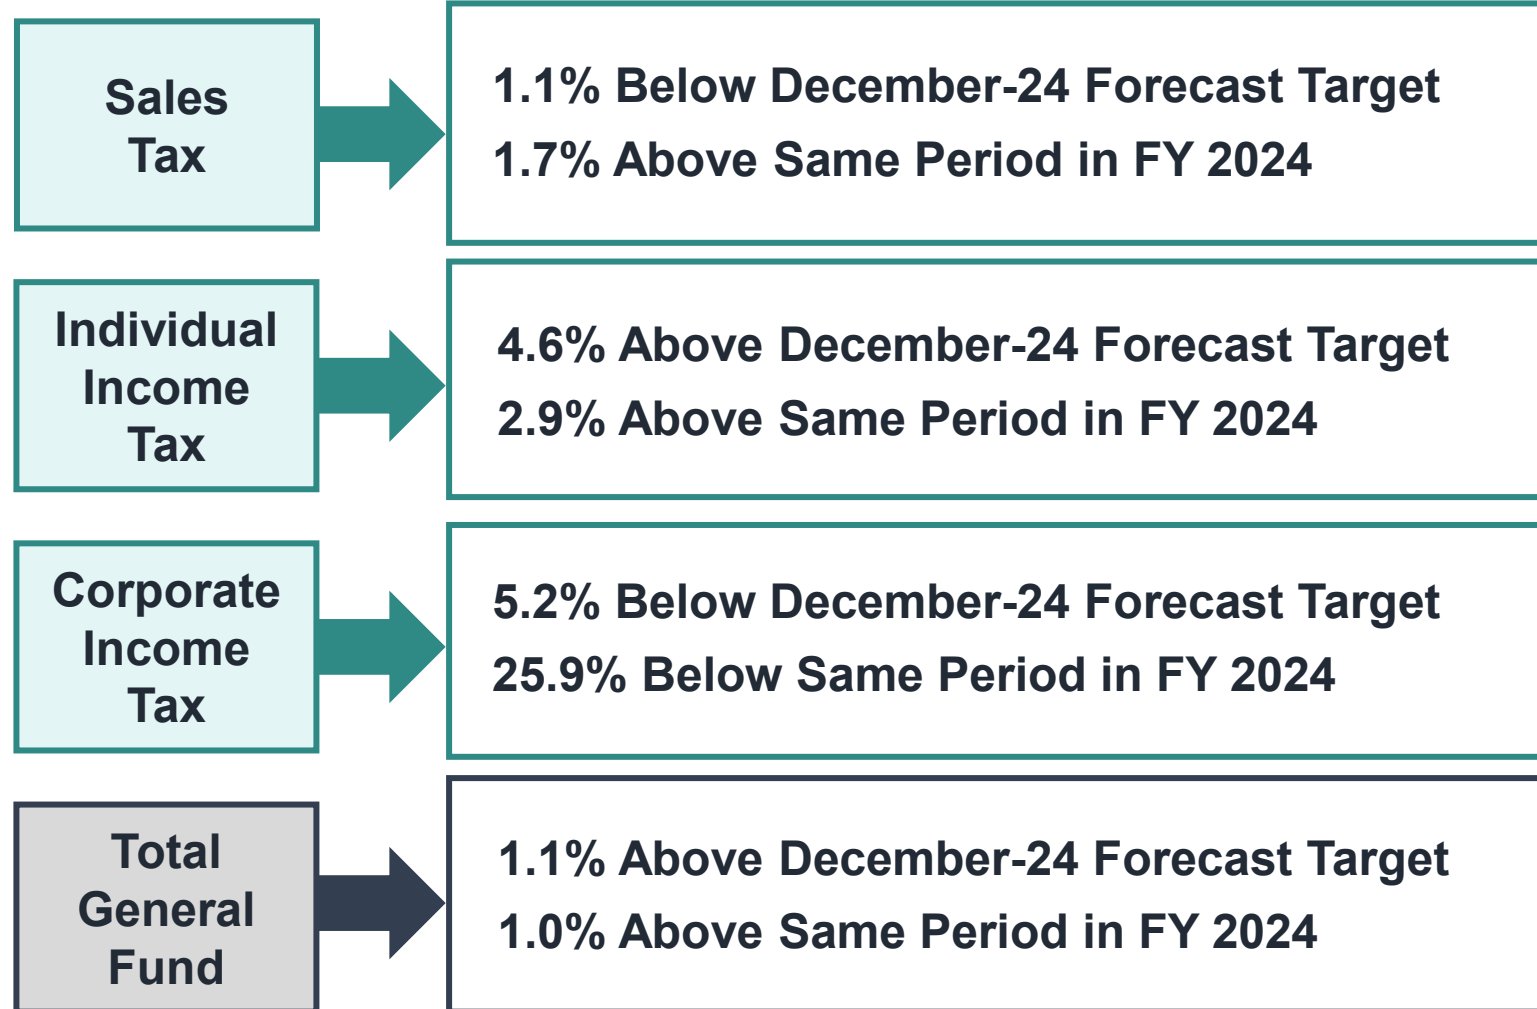 Sales
Tax
1.1% Below December-24 Forecast Target
1.7% Above Same Period in FY 2024
Individual
Income
Tax
4.6% Above December-24 Forecast Target
2.9% Above Same Period in FY 2024
Corporate
Income
Tax
5.2% Below December-24 Forecast Target
25.9% Below Same Period in FY 2024
Total
General
Fund
1.1% Above December-24 Forecast Target
1.0% Above Same Period in FY 2024